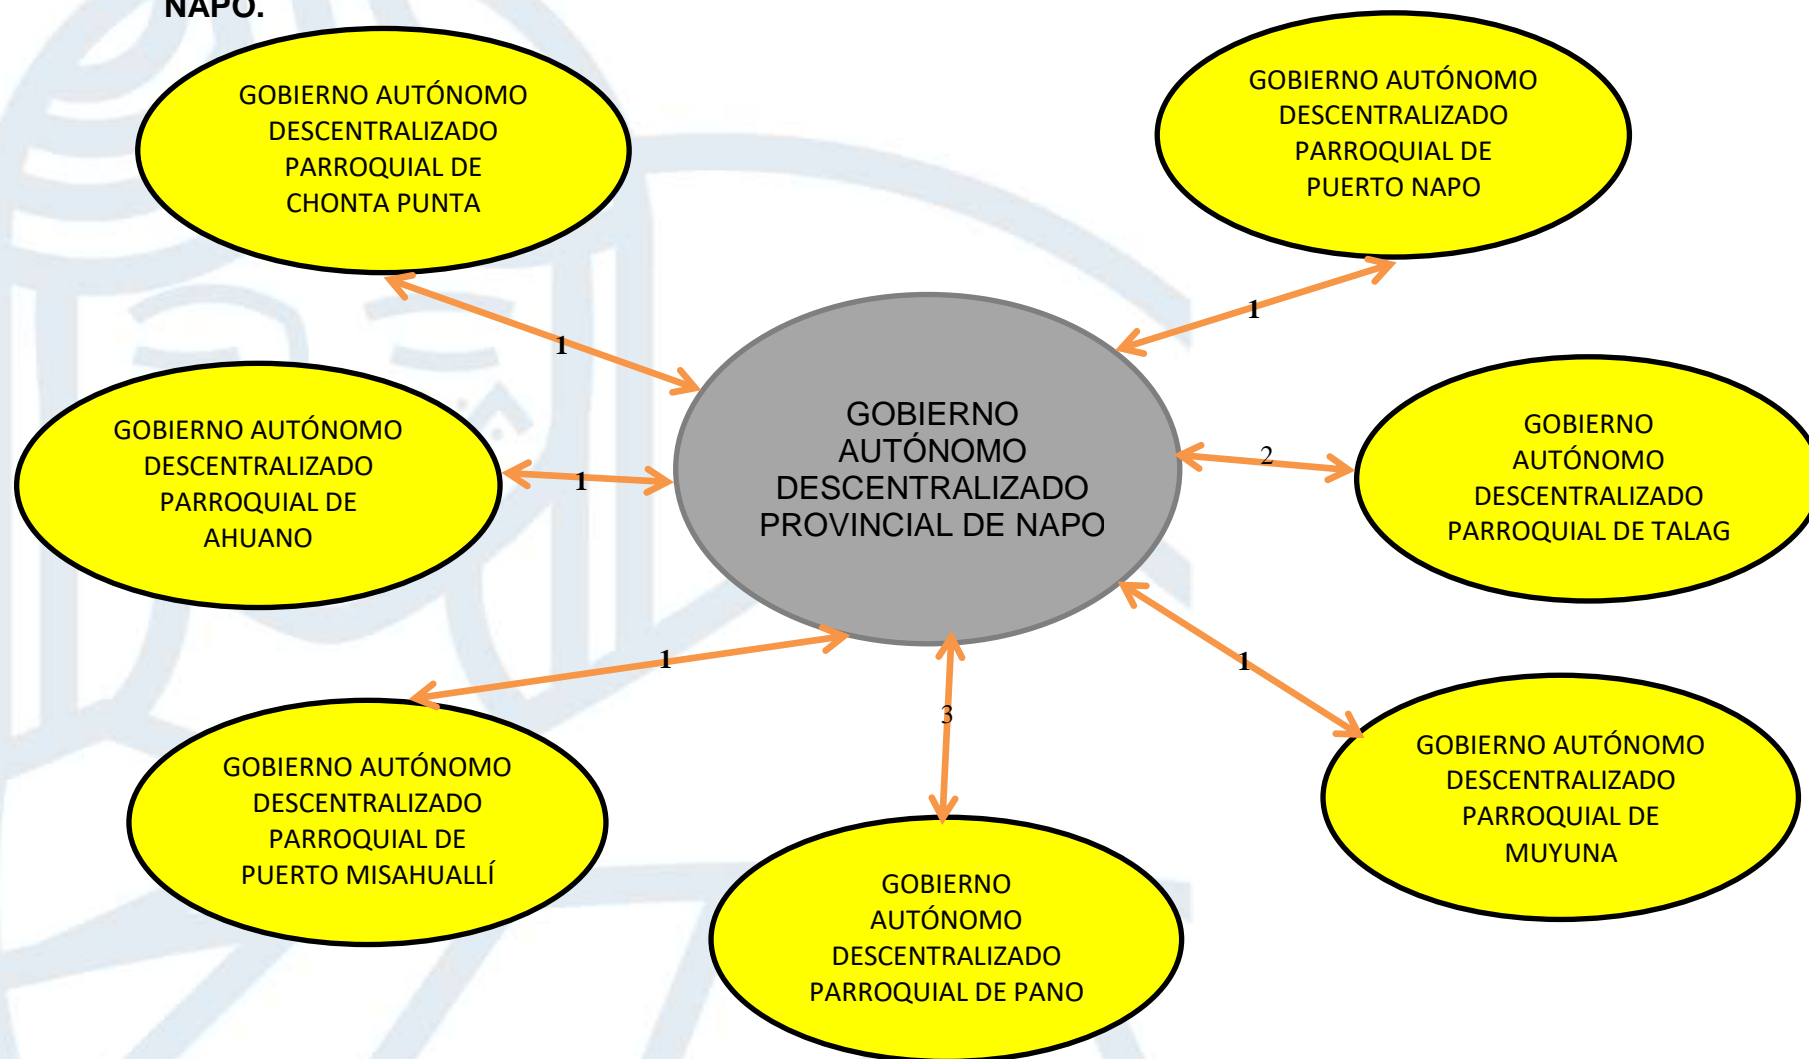 NAPO.
GOBIERNO AUTÓNOMO
DESCENTRALIZADO
PARROQUIAL DE
CHONTA PUNTA
GOBIERNO AUTÓNOMO
DESCENTRALIZADO
PARROQUIAL DE
PUERTO NAPO
1
1
GOBIERNO
AUTÓNOMO
DESCENTRALIZADO
PROVINCIAL DE NAPO
GOBIERNO AUTÓNOMO
DESCENTRALIZADO
PARROQUIAL DE
AHUANO
1
2
GOBIERNO
AUTÓNOMO
DESCENTRALIZADO
PARROQUIAL DE TALAG
1
3
1
GOBIERNO AUTÓNOMO
DESCENTRALIZADO
PARROQUIAL DE
PUERTO MISAHUALLÍ
GOBIERNO
AUTÓNOMO
DESCENTRALIZADO
PARROQUIAL DE PANO
GOBIERNO AUTÓNOMO
DESCENTRALIZADO
PARROQUIAL DE
MUYUNA